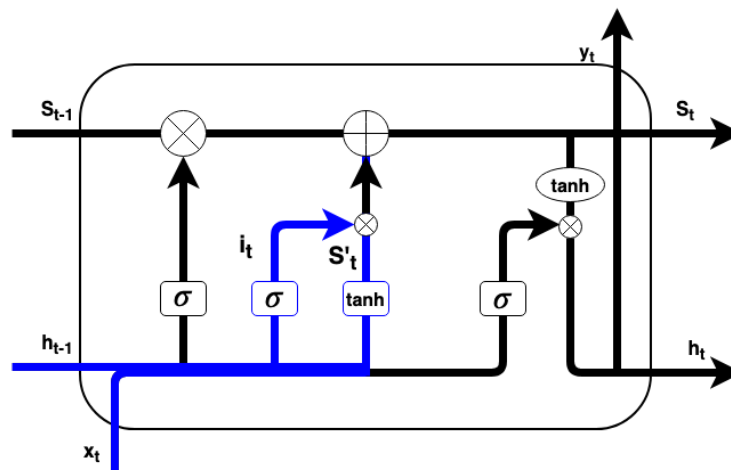 yₜ
Sₜ₋₁
Sₜ
tanh
iₜ
S'ₜ
σ
σ
tanh
σ
hₜ₋₁
hₜ
xₜ